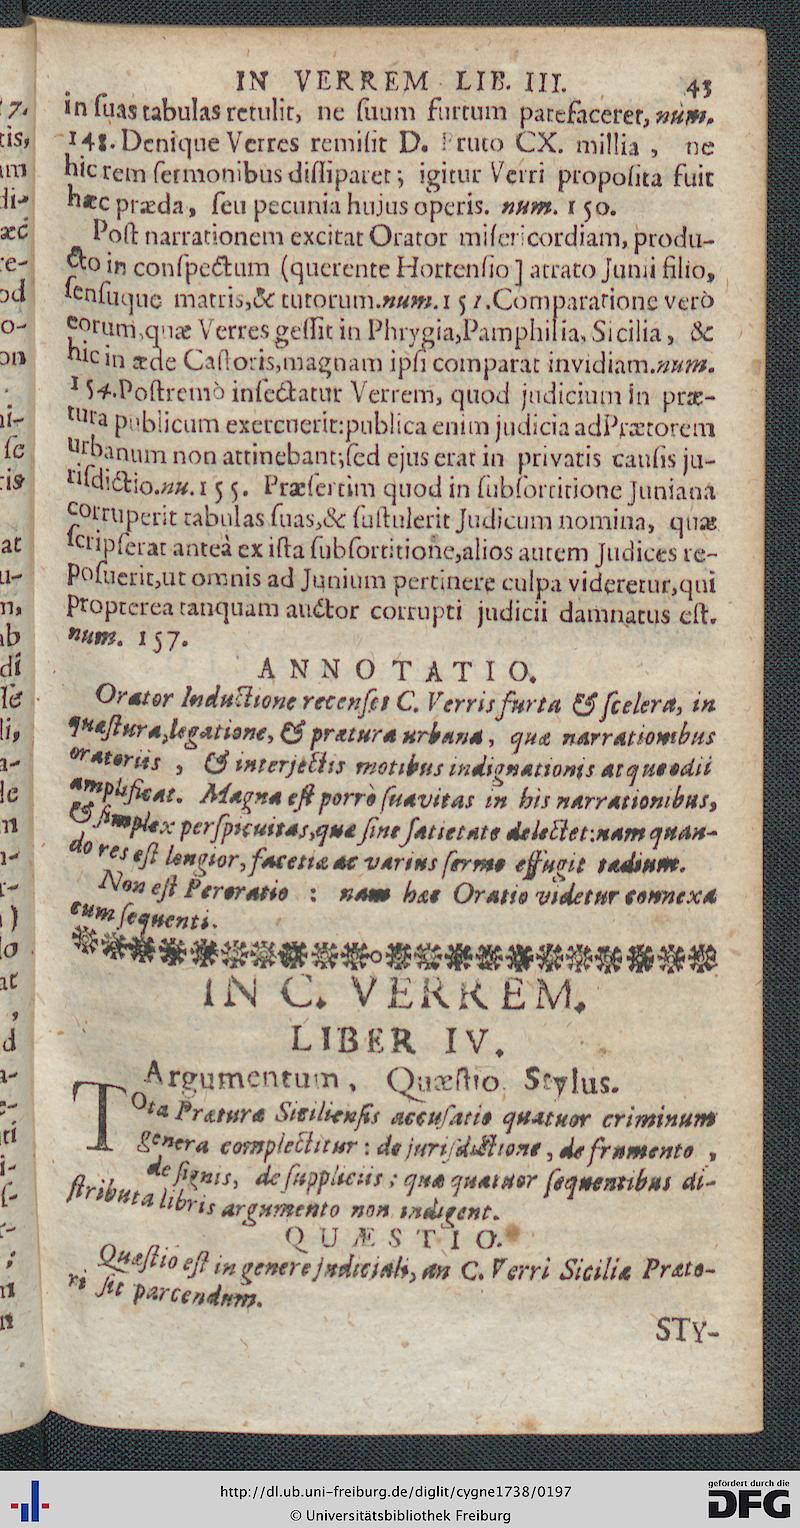 IN VERREM LIB. III. 43
in ſuas tabulas retulit, ne ſuum furtum patefaceret, num.
148. Denique Verres remiſit D. Bruto CX. millia, ne
hic rem ſermonibus diſſiparet; igitur Verri propoſita fuit
hæc præda, ſeu pecunia hujus operis. num. 150.
Poſt narrationem excitat Orator miſericordiam, produ-
cto in conſpectum (querente Hortenſio] atrato Junii filio,
ſenſuque matris,& tutorum.num.151.Comparatione verò
eorum,quæ Verres geſſit in Phrygia,Pamphilia, Sicilia, &
hic in æde Caſtoris,magnam ipſi comparat invidiam.num.
154.Poſtremò inſectatur Verrem, quod judicium in præ-
tura publicum exercuerit:publica enim judicia ad Prætorem
urbanum non attinebant;ſed ejus erat in privatis cauſis ju-
riſdictio.nu.155. Præſertim quod in ſubſortitione Juniana
corruperit tabulas ſuas,& ſuſtulerit Judicum nomina, quæ
ſcripſerat anteà ex iſta ſubſortitione,alios autem Judices re-
poſuerit,ut omnis ad Junium pertinere culpa videretur,qui
propterea tanquam auctor corrupti judicii damnatus eſt.
num. 157.
ANNOTATIO.
Orator Inductione recenſet C. Verris furta & ſcelera, in
quæſtura,legatione, & prætura urbana, quæ narrationibus
oratoriis, & interjectis motibus indignationis atque odii
amplificat. Magna eſt porrò ſuavitas in his narrationibus,
& ſimplex perſpicuitas,quæ ſine ſatietate delectet:nam quan-
do res eſt longior, facetiæ ac varius ſermo effugit tædium.
Non eſt Peroratio : nam hæc Oratio videtur connexa
cum ſequenti.
IN C. VERREM.
LIBER IV.
Argumentum, Quæſtio. Stylus.
TOta Prætura Sicilienſis accuſatio quatuor criminum
genera complectitur : de juriſdictione, de frumento,
de ſignis, de ſuppliciis ; quæ quatuor ſequentibus di-
ſtributa libris argumento non indigent.
QUÆSTIO.
Quæſtio eſt in genere judiciali, an C. Verri Siciliæ Præto-
ri ſit parcendum.
STY-
http://dl.ub.uni-freiburg.de/diglit/cygne1738/0197
© Universitätsbibliothek Freiburg
gefördert durch die
DFG